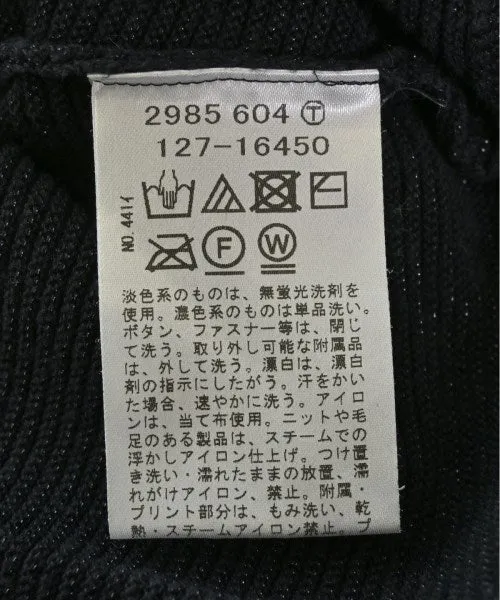 2985 604 Ⓣ
127-16450
NO.441イ
F
W
淡色系のものは、無蛍光洗剤を
使用。濃色系のものは単品洗い。
ボタン、ファスナー等は、閉じ
て洗う。取り外し可能な附属品
は、外して洗う。漂白は、漂白
剤の指示にしたがう。汗をかい
た場合、速やかに洗う。アイロ
ンは、当て布使用。ニットや毛
足のある製品は、スチームでの
浮かしアイロン仕上げ。つけ置
き洗い・濡れたままの放置、濡
れがけアイロン、禁止。附属・
プリント部分は、もみ洗い、乾
熱・スチームアイロン禁止。プ